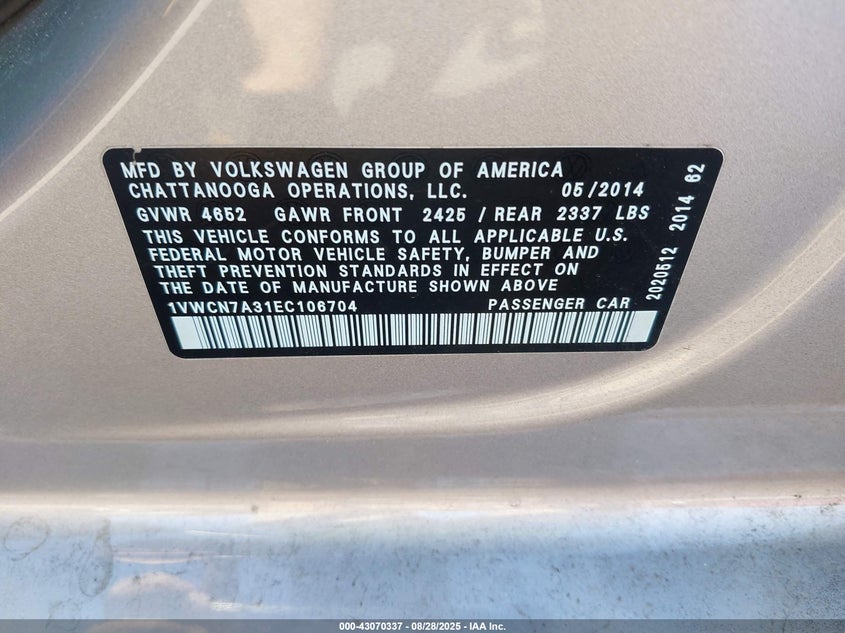 MFD BY VOLKSWAGEN GROUP OF AMERICA
CHATTANOOGA OPERATIONS, LLC. 05/2014
GVWR 4652 GAWR FRONT 2425 / REAR 2337 LBS
THIS VEHICLE CONFORMS TO ALL APPLICABLE U.S.
FEDERAL MOTOR VEHICLE SAFETY, BUMPER AND
THEFT PREVENTION STANDARDS IN EFFECT ON
THE DATE OF MANUFACTURE SHOWN ABOVE
1VWCN7A31EC106704 PASSENGER CAR
2020512 2014 62
000-43070337 - 08/28/2025 - IAA Inc.